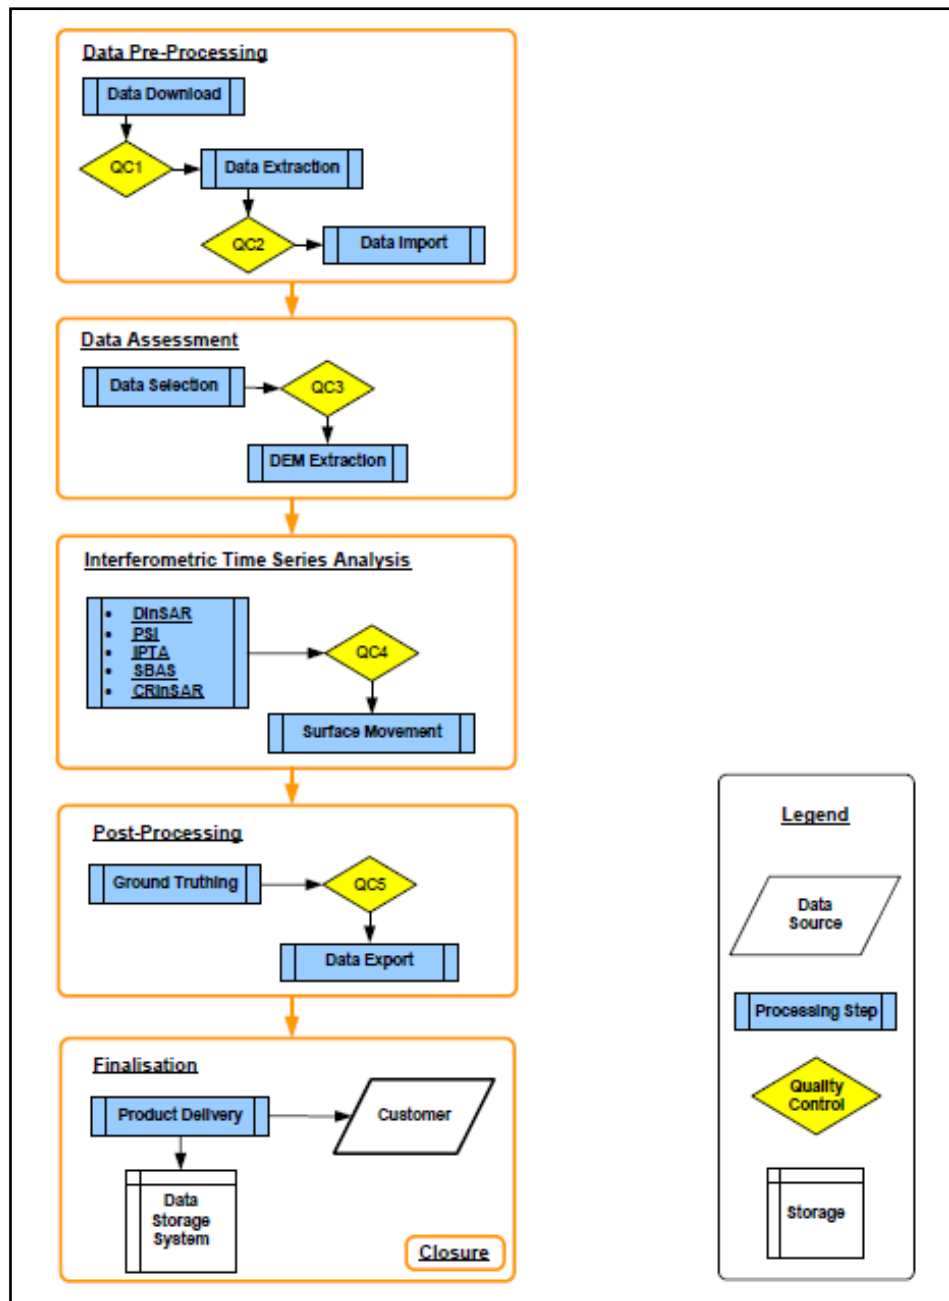 Data Pre-Processing
Data Download
QC1
Data Extraction
QC2
Data Import
Data Assessment
Data Selection
QC3
DEM Extraction
Interferometric Time Series Analysis
• DInSAR
• PSI
• IPTA
• SBAS
• CRInSAR
QC4
Surface Movement
Post-Processing
Ground Truthing
QC5
Data Export
Finalisation
Product Delivery
Customer
Data
Storage
System
Closure
Legend
Data
Source
Processing Step
Quality
Control
Storage